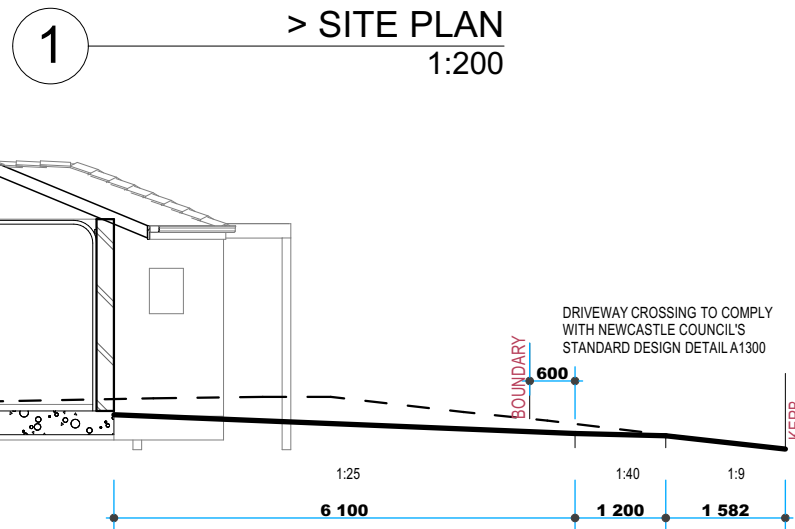 1
> SITE PLAN
1:200
DRIVEWAY CROSSING TO COMPLY
WITH NEWCASTLE COUNCIL'S
STANDARD DESIGN DETAIL A1300
BOUNDARY
600
KERB
1:25
1:40
1:9
6 100
1 200
1 582